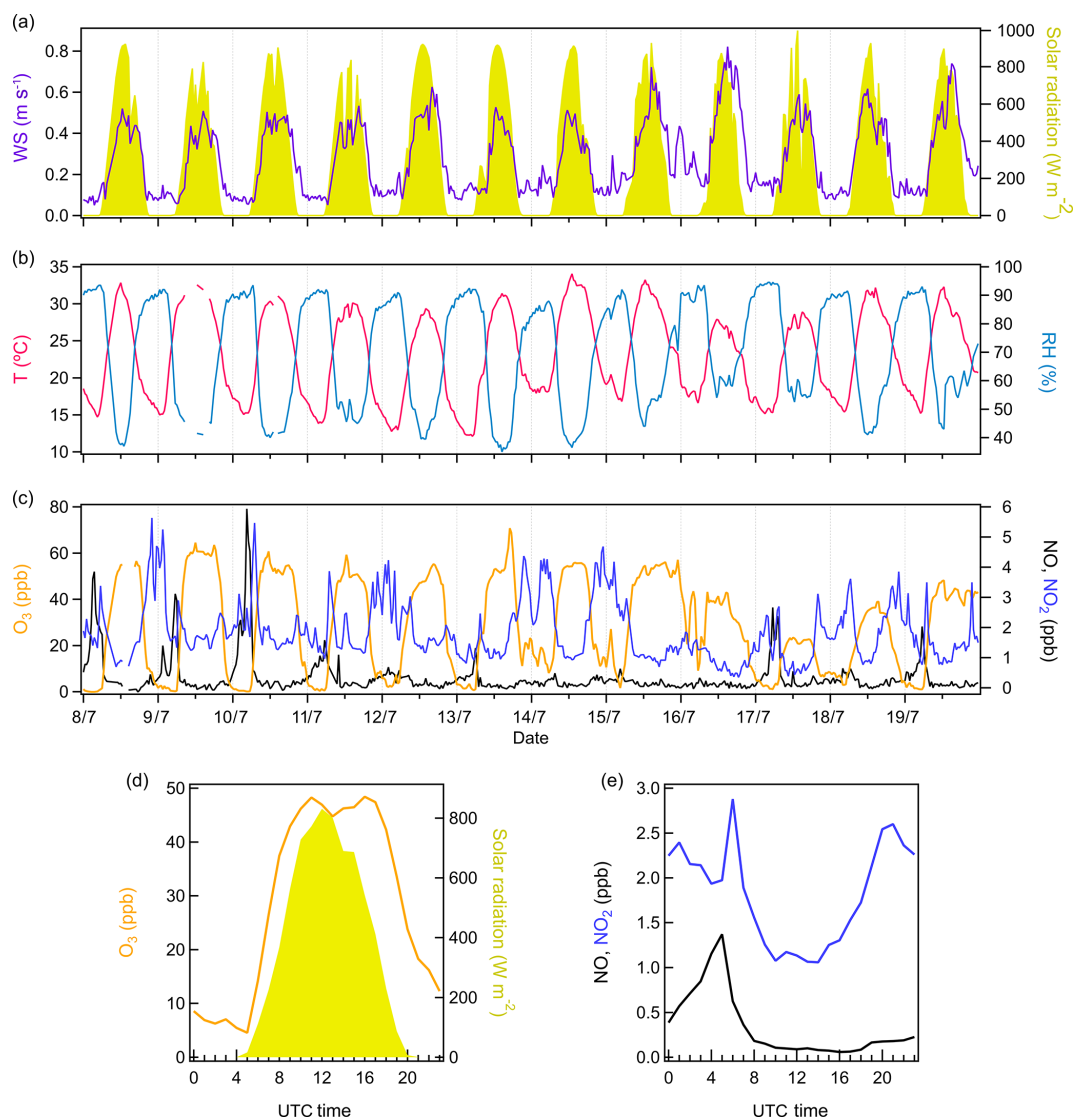 (a)
WS (m s⁻¹)
0.8
0.6
0.4
0.2
0.0
1000
800
600
400
200
0
Solar radiation (W m⁻²)
(b)
T (ºC)
35
30
25
20
15
10
100
90
80
70
60
50
40
RH (%)
(c)
O₃ (ppb)
80
60
40
20
0
6
5
4
3
2
1
0
NO, NO₂ (ppb)
8/7 9/7 10/7 11/7 12/7 13/7 14/7 15/7 16/7 17/7 18/7 19/7
Date
(d)
O₃ (ppb)
50
40
30
20
10
0
800
600
400
200
0
Solar radiation (W m⁻²)
0 4 8 12 16 20
UTC time
(e)
NO, NO₂ (ppb)
3.0
2.5
2.0
1.5
1.0
0.5
0.0
0 4 8 12 16 20
UTC time